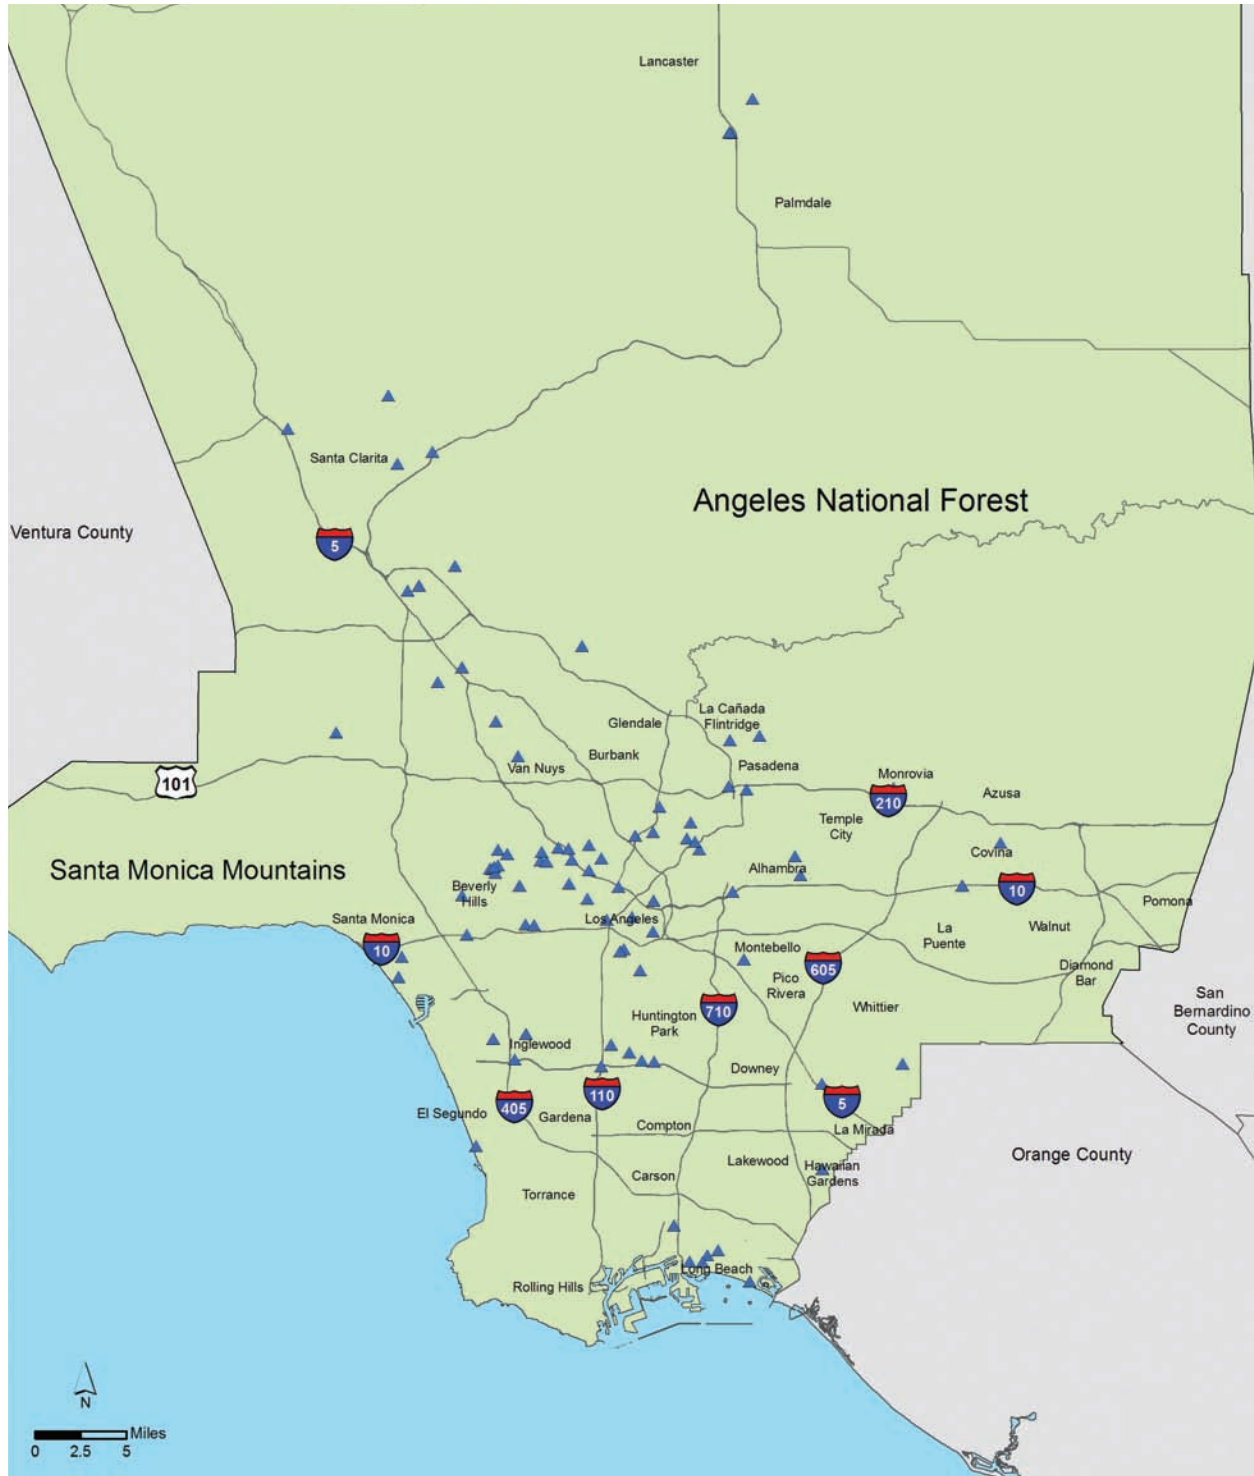 Lancaster
Palmdale
Santa Clarita
Angeles National Forest
Ventura County
5
La Cañada
Flintridge
Glendale
Burbank
Van Nuys
Pasadena
101
Monrovia
210
Azusa
Temple
City
Covina
Santa Monica Mountains
Alhambra
Beverly
Hills
10
Pomona
Santa Monica
Los Angeles
Walnut
La
Puente
10
Montebello
605
Diamond
Bar
Pico
Rivera
Whittier
San
Bernardino
County
710
Huntington
Park
Inglewood
Downey
110
405
5
El Segundo
Gardena
Compton
La Mirada
Orange County
Lakewood
Hawaiian
Gardens
Carson
Torrance
Long Beach
Rolling Hills
N
Miles
0 2.5 5